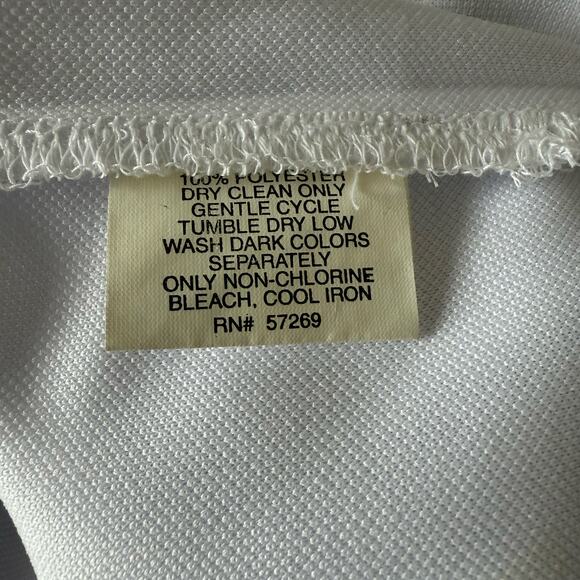 100% POLYESTER
DRY CLEAN ONLY
GENTLE CYCLE
TUMBLE DRY LOW
WASH DARK COLORS
SEPARATELY
ONLY NON-CHLORINE
BLEACH, COOL IRON
RN# 57269